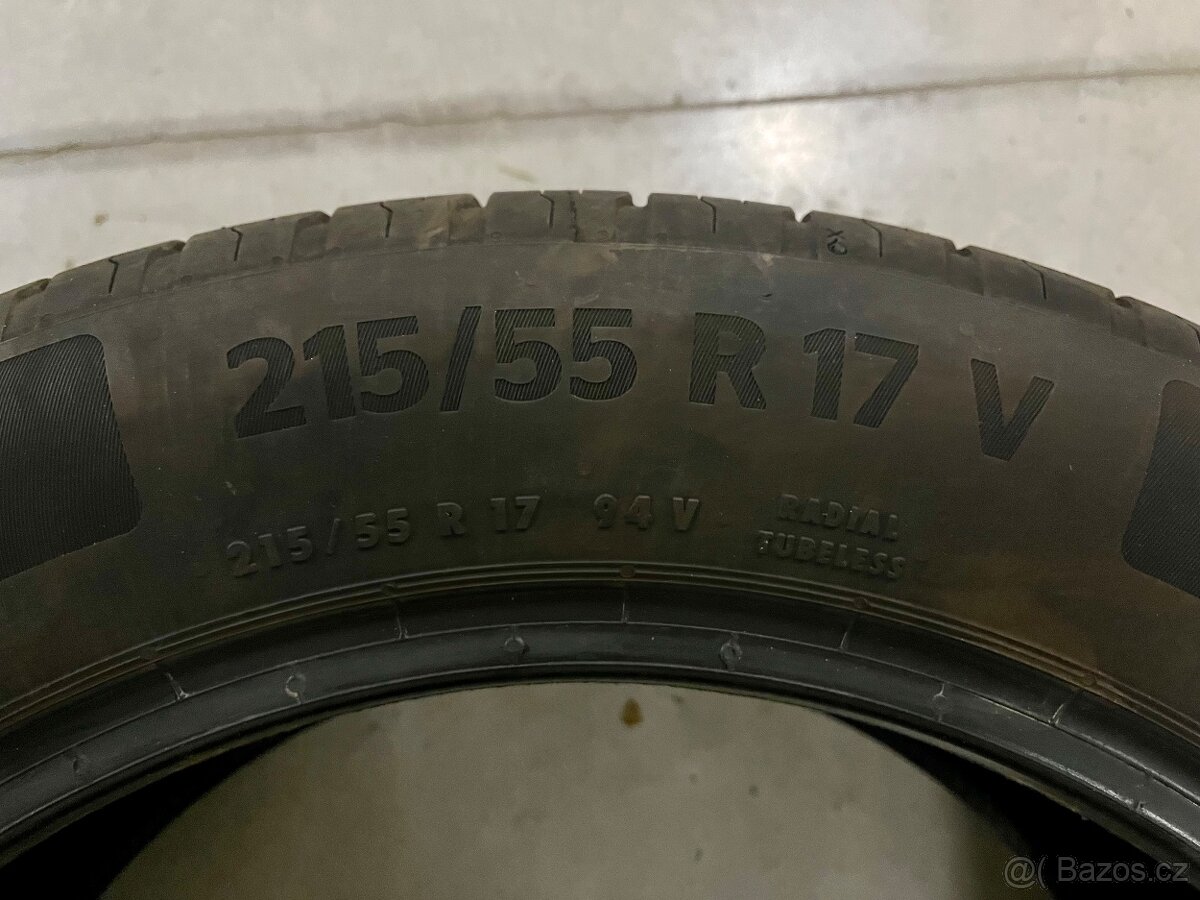 215/55 R 17 V
215/55 R 17 94 V RADIAL
TUBELESS
@( Bazos.cz